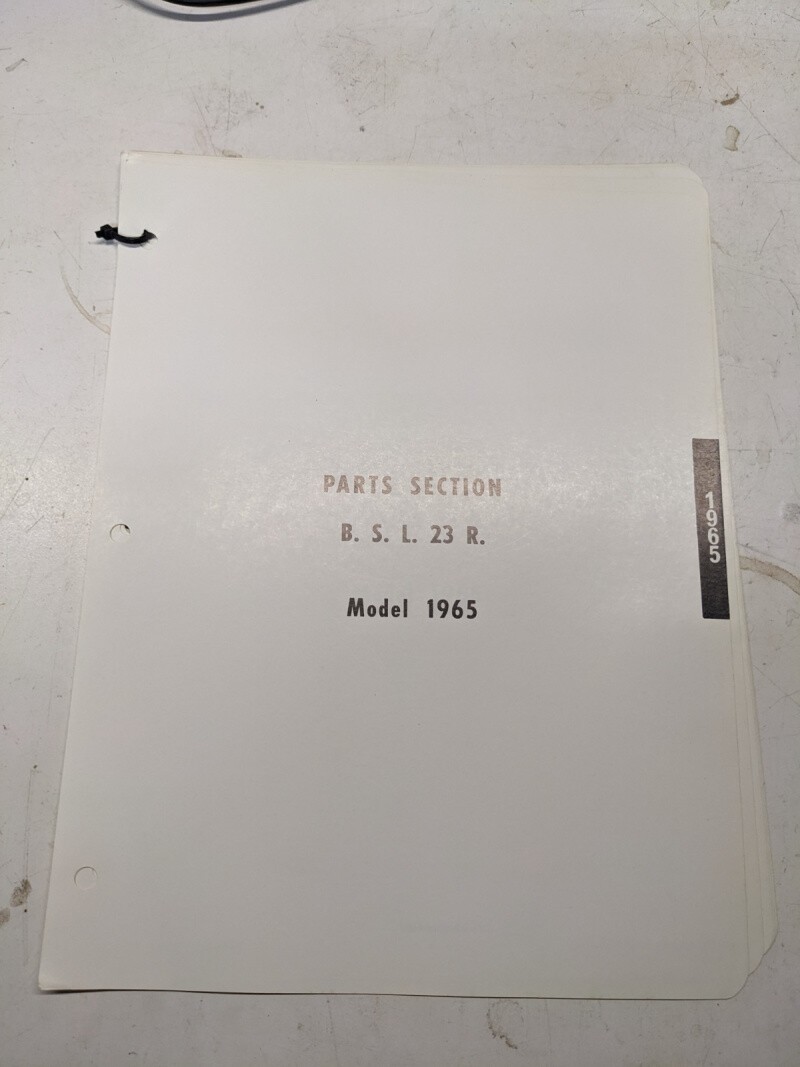 PARTS SECTION
B. S. L. 23 R.
Model 1965
1965